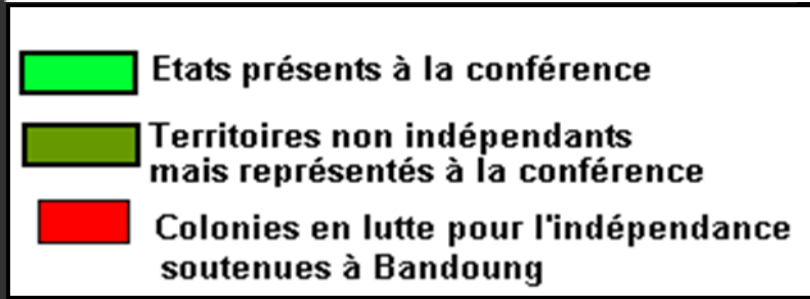 Etats présents à la conférence
Territoires non indépendants
mais représentés à la conférence
Colonies en lutte pour l'indépendance
soutenues à Bandoung